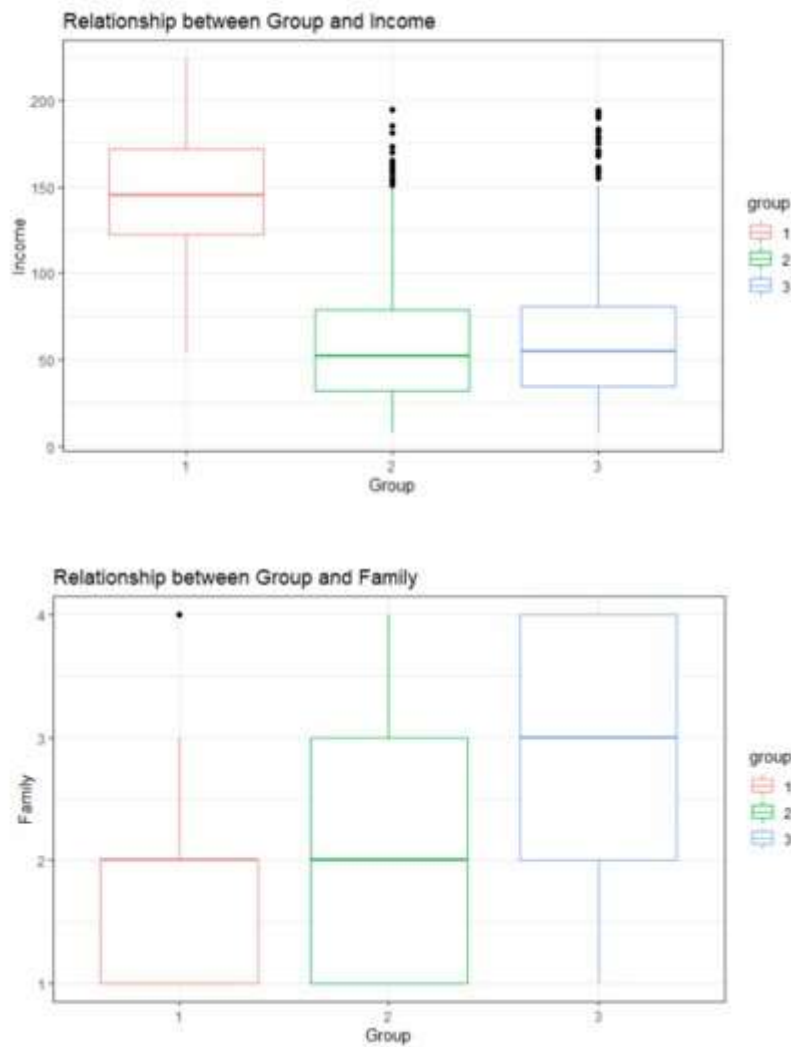 Relationship between Group and Income
200
150
100
50
0
Income
1 2 3
Group
group
1
2
3
Relationship between Group and Family
4
3
2
1
Family
1 2 3
Group
group
1
2
3